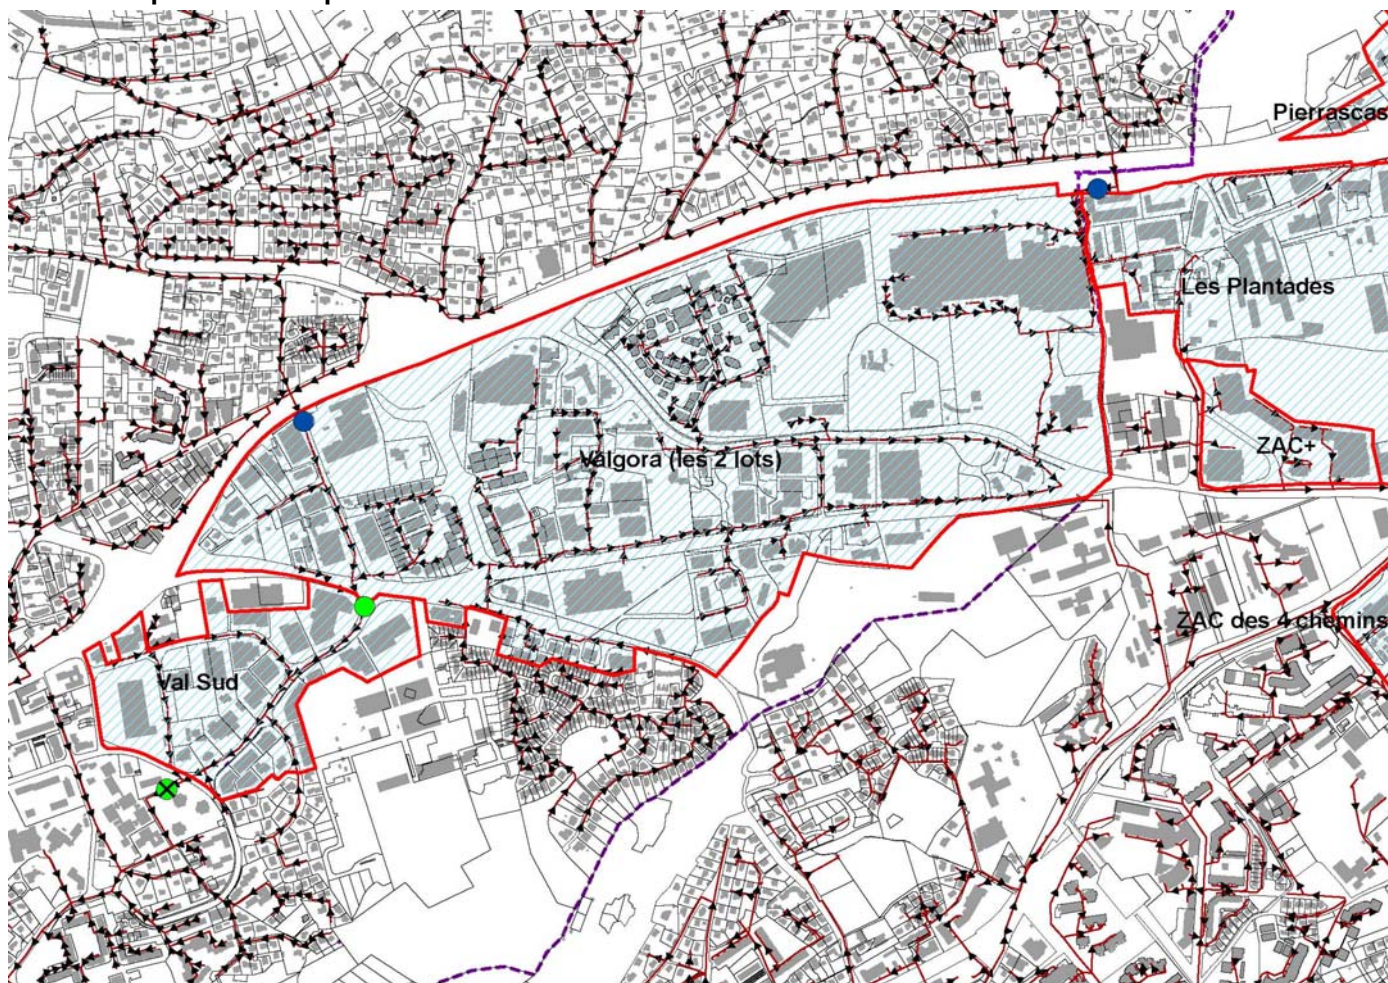 Pierrascas
Les Plantades
ZAC+
Valgora (les 2 lots)
ZAC des 4 chemins
Val Sud